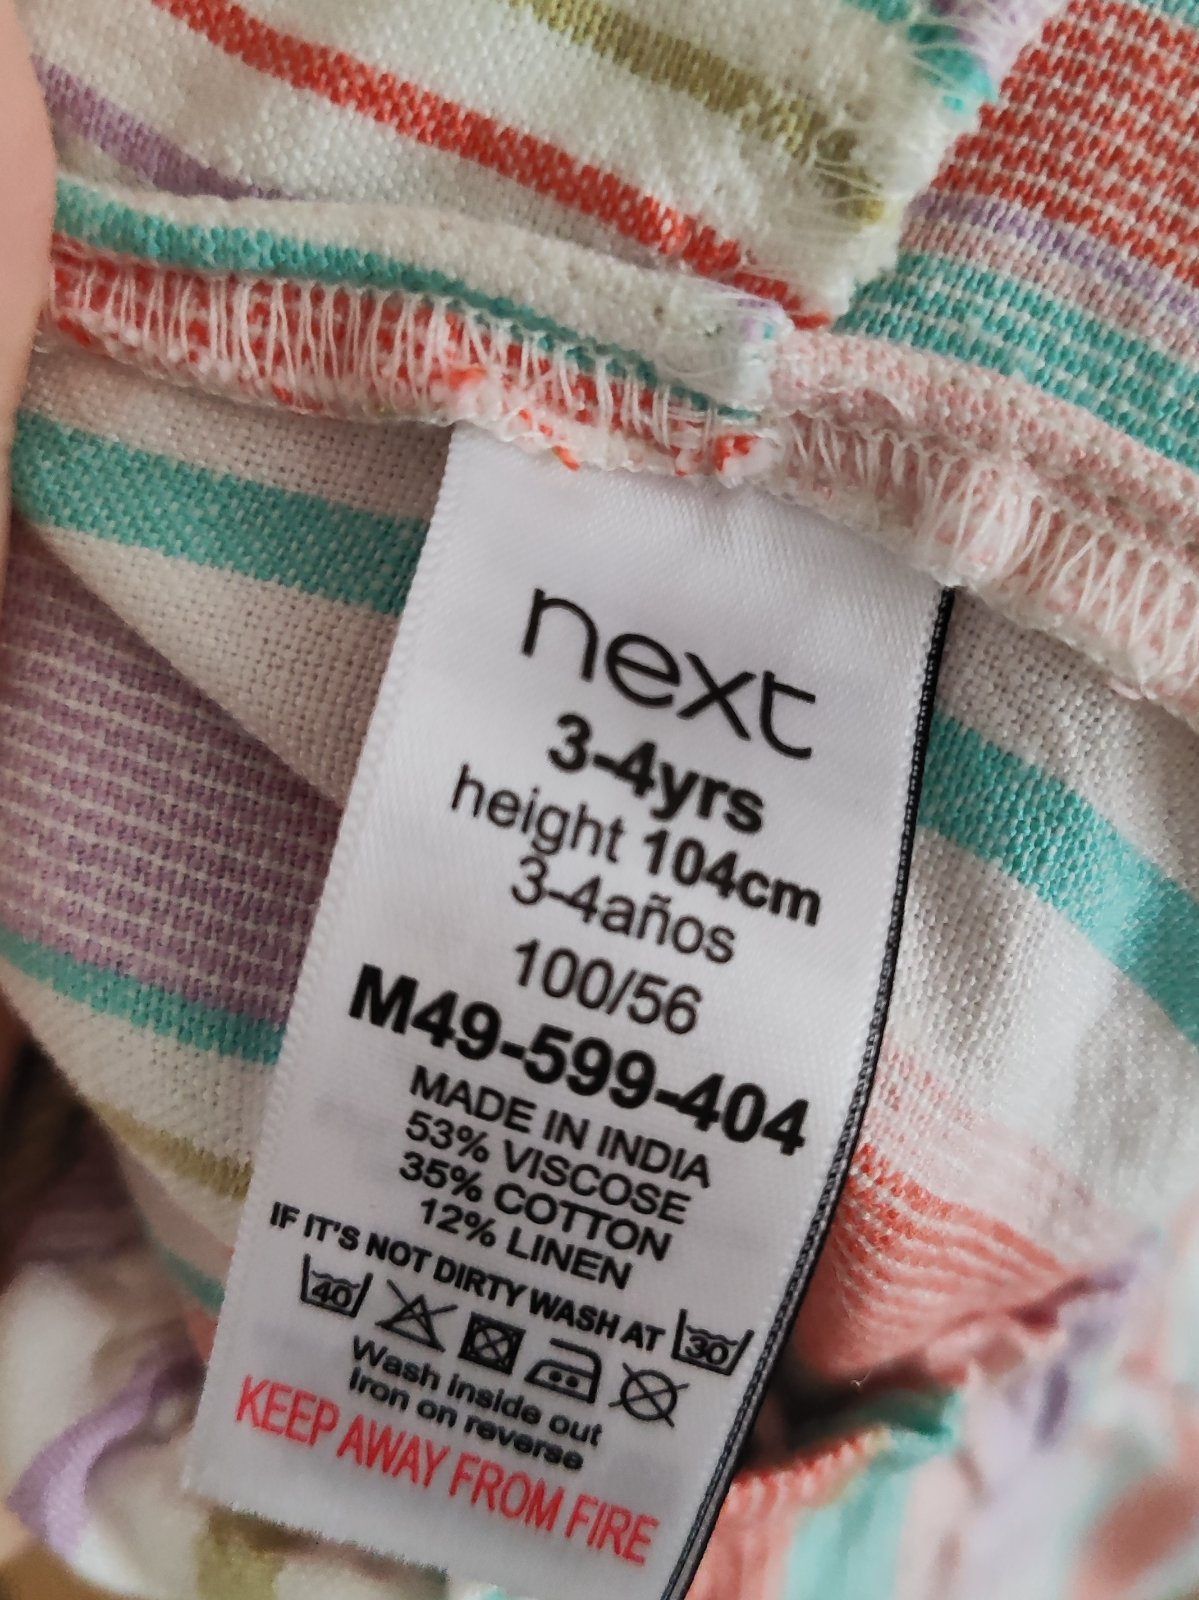 next
3-4yrs
height 104cm
3-4años
100/56
M49-599-404
MADE IN INDIA
53% VISCOSE
35% COTTON
12% LINEN
IF IT'S NOT DIRTY WASH AT 30
40
Wash inside out
Iron on reverse
KEEP AWAY FROM FIRE